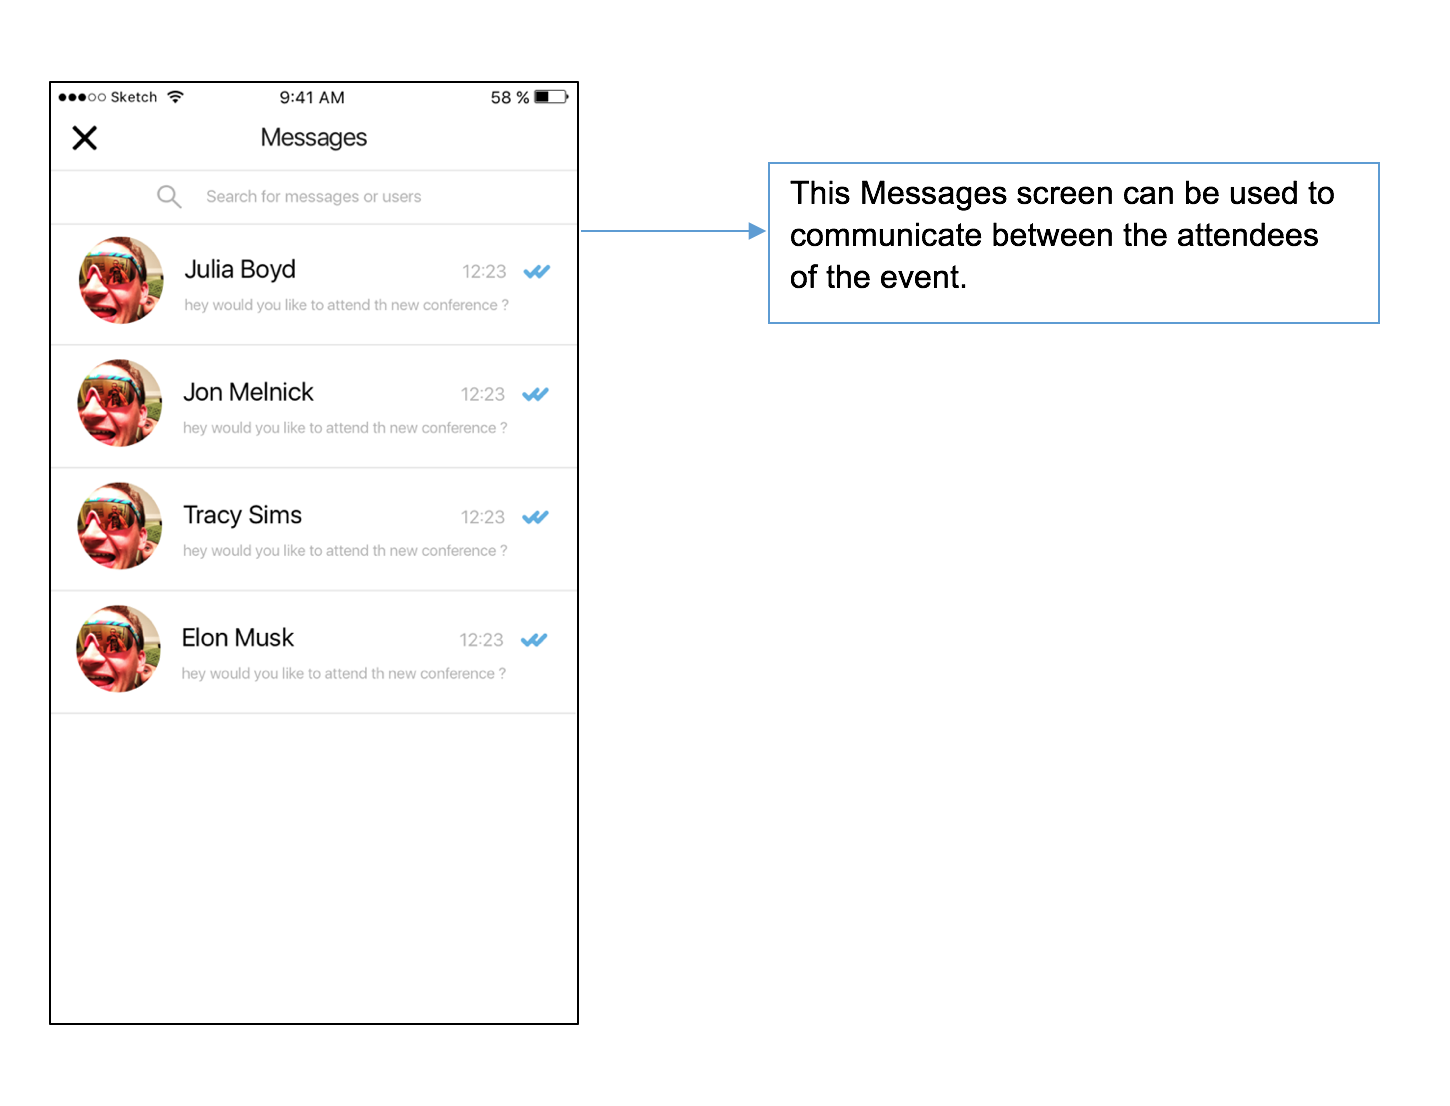 Sketch 9:41 AM 58 %
Messages
Search for messages or users
Julia Boyd 12:23
hey would you like to attend th new conference ?
Jon Melnick 12:23
hey would you like to attend th new conference ?
Tracy Sims 12:23
hey would you like to attend th new conference ?
Elon Musk 12:23
hey would you like to attend th new conference ?
This Messages screen can be used to
communicate between the attendees
of the event.